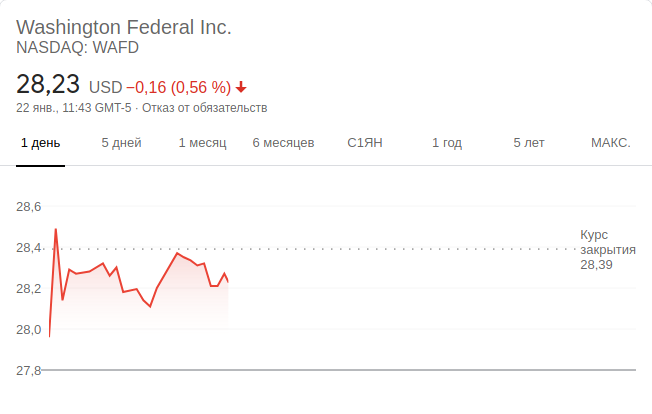 Washington Federal Inc.
NASDAQ: WAFD
28,23 USD −0,16 (0,56 %)
22 янв., 11:43 GMT-5 · Отказ от обязательств
1 день 5 дней 1 месяц 6 месяцев С1ЯН 1 год 5 лет МАКС.
28,6
28,4
28,2
28,0
27,8
Курс
закрытия
28,39